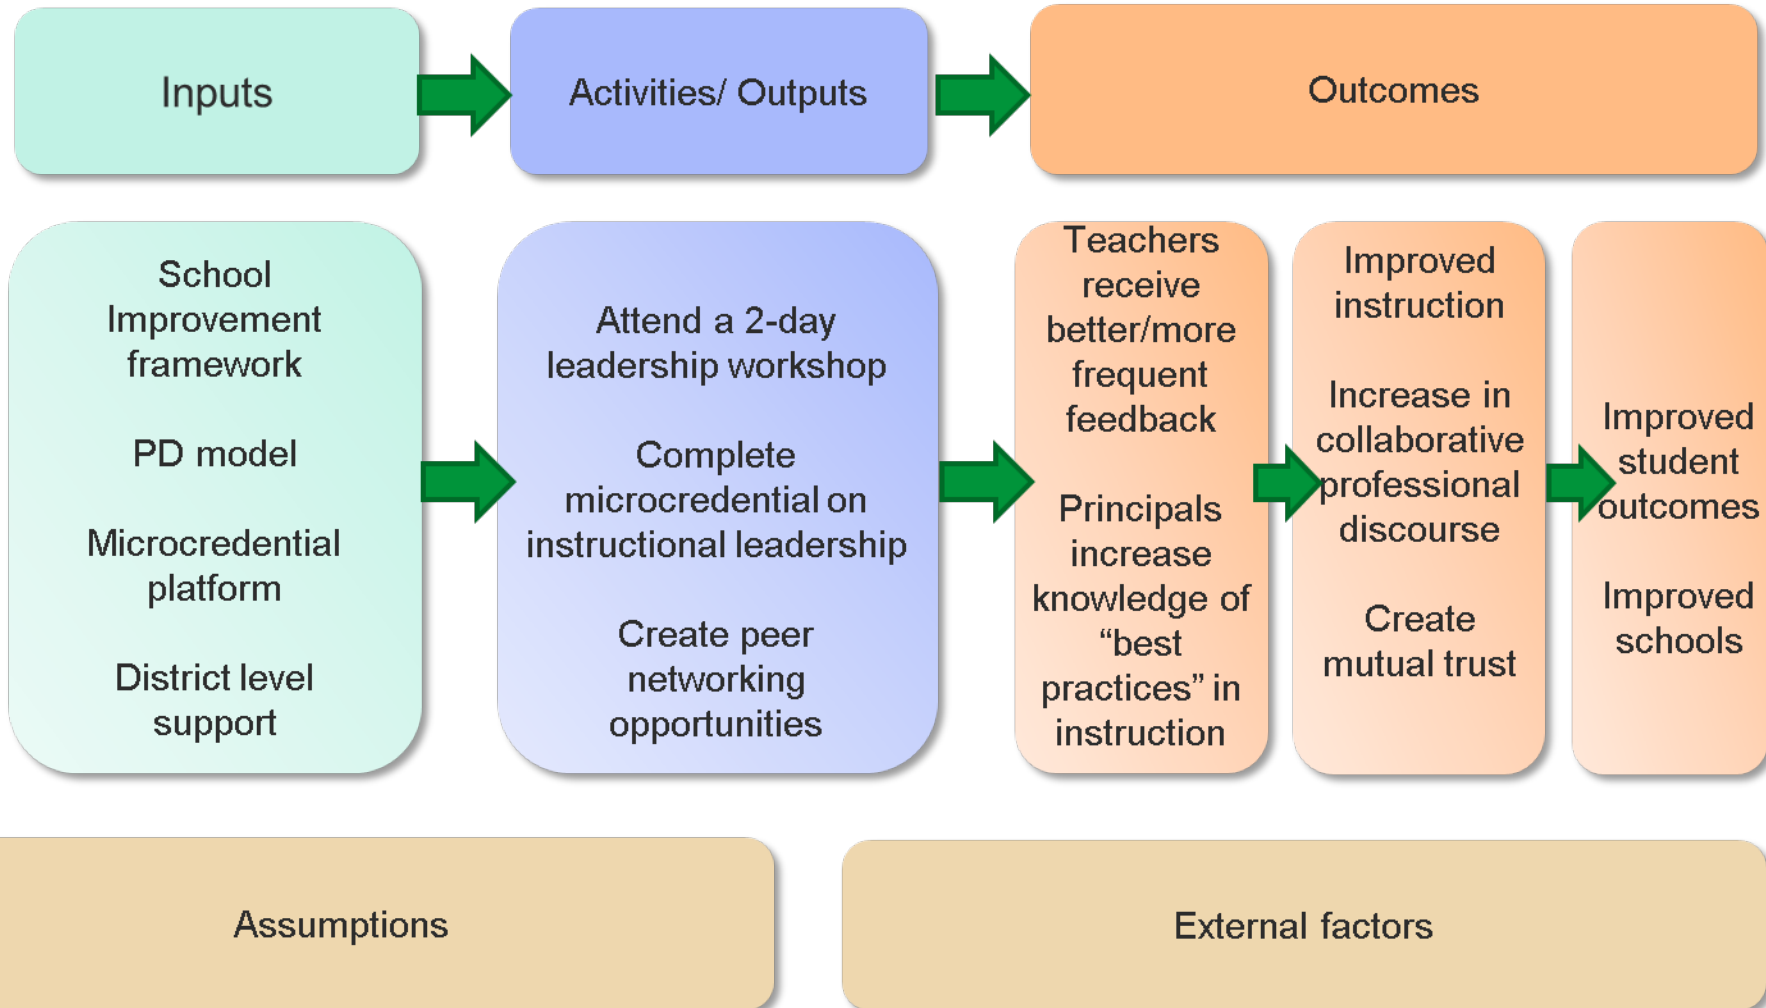 Inputs
Activities/ Outputs
Outcomes
School
Improvement
framework
PD model
Microcredential
platform
District level
support
Attend a 2-day
leadership workshop
Complete
microcredential on
instructional leadership
Create peer
networking
opportunities
Teachers
receive
better/more
frequent
feedback
Principals
increase
knowledge of
“best
practices” in
instruction
Improved
instruction
Increase in
collaborative
professional
discourse
Create
mutual trust
Improved
student
outcomes
Improved
schools
Assumptions
External factors